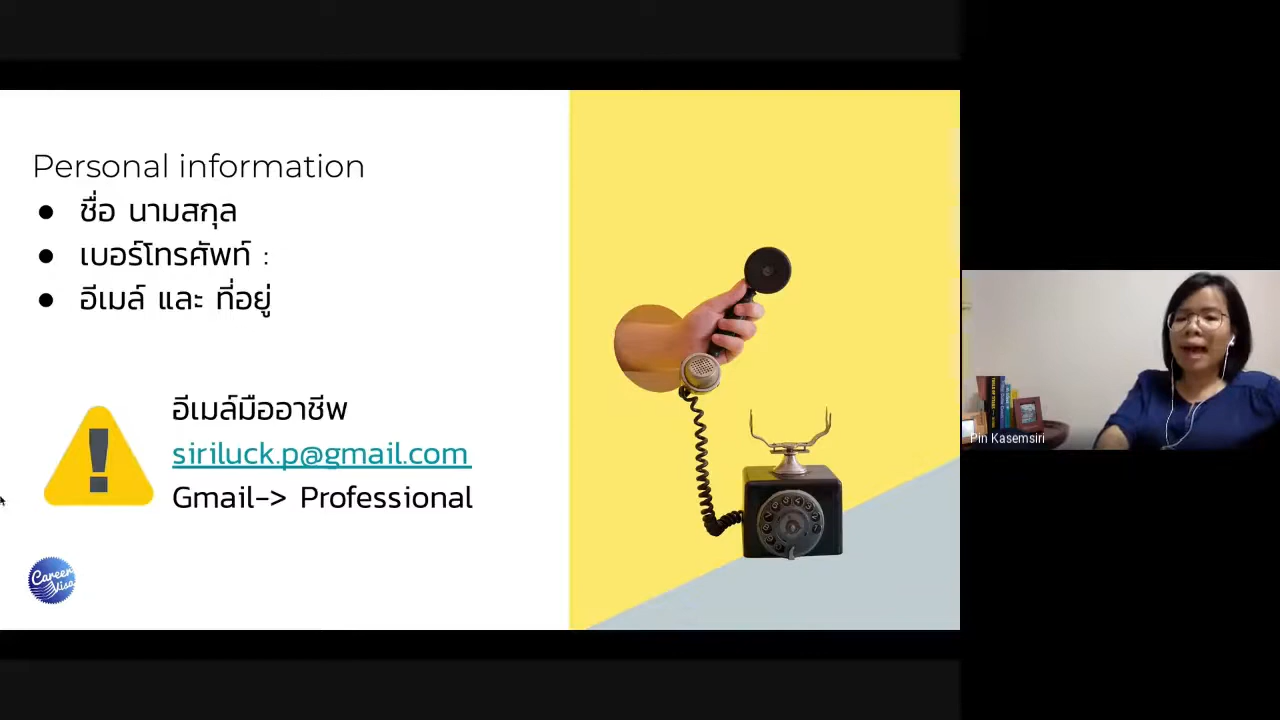 Personal information
● ชื่อ นามสกุล
● เบอร์โทรศัพท์ :
● อีเมล์ และ ที่อยู่
อีเมล์มืออาชีพ
siriluck.p@gmail.com
Gmail–> Professional
Career
Visa
Pin Kasemsiri